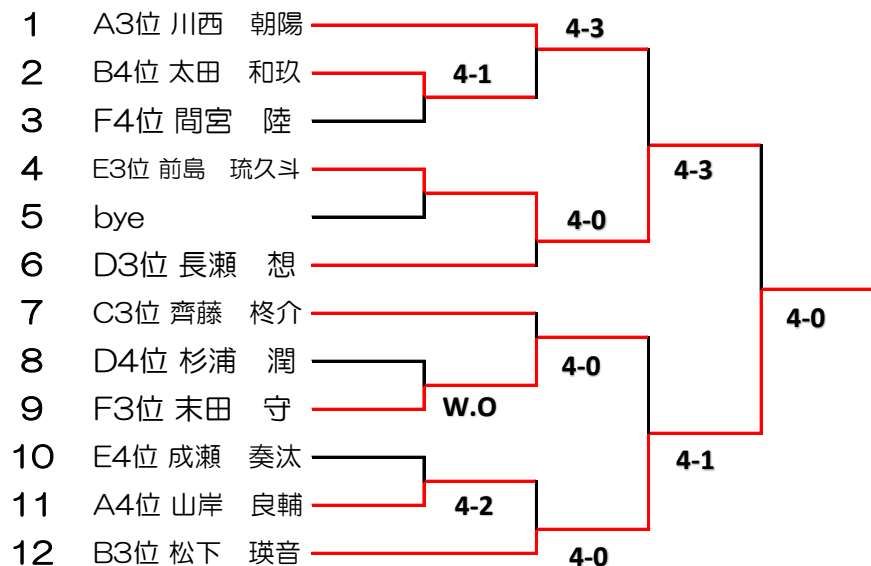 1 A3位 川西 朝陽 4-3
2 B4位 太田 和玖 4-1
3 F4位 間宮 陸
4 E3位 前島 琉久斗 4-3
5 bye
4-0
6 D3位 長瀬 想
7 C3位 齊藤 柊介 4-0
8 D4位 杉浦 潤 4-0
9 F3位 末田 守 W.O
10 E4位 成瀬 奏汰 4-1
11 A4位 山岸 良輔 4-2
12 B3位 松下 瑛音 4-0